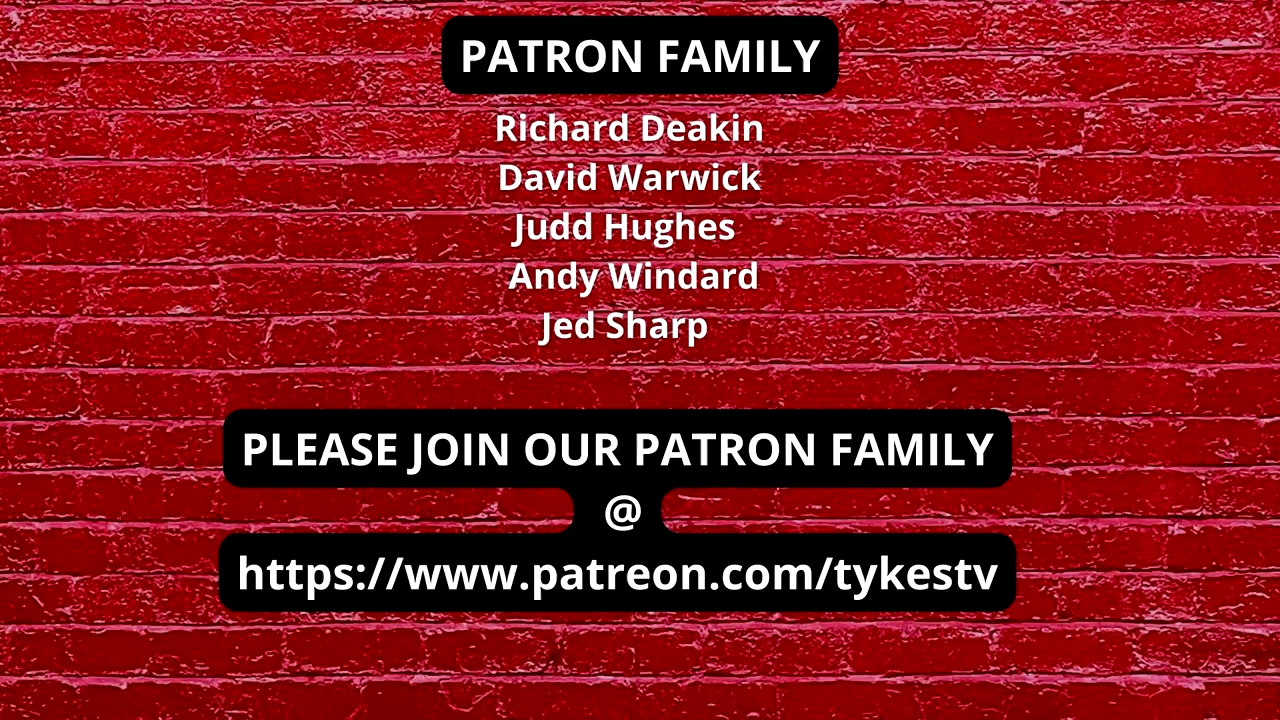 PATRON FAMILY
Richard Deakin
David Warwick
Judd Hughes
Andy Windard
Jed Sharp
PLEASE JOIN OUR PATRON FAMILY
@
https://www.patreon.com/tykestv